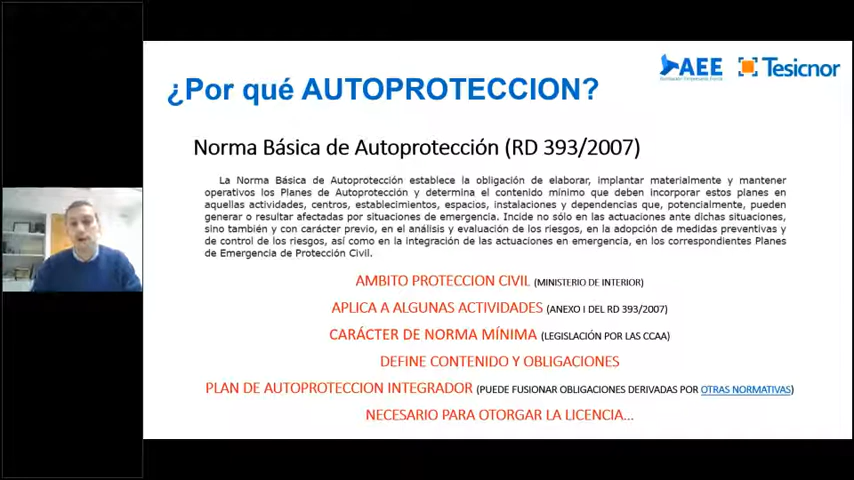 ¿Por qué AUTOPROTECCION?
AEE
Tesicnor
Norma Básica de Autoprotección (RD 393/2007)
La Norma Básica de Autoprotección establece la obligación de elaborar, implantar materialmente y mantener
operativos los Planes de Autoprotección y determina el contenido mínimo que deben incorporar estos planes en
aquellas actividades, centros, establecimientos, espacios, instalaciones y dependencias que, potencialmente, pueden
generar o resultar afectadas por situaciones de emergencia. Incide no sólo en las actuaciones ante dichas situaciones,
sino también y con carácter previo, en el análisis y evaluación de los riesgos, en la adopción de medidas preventivas y
de control de los riesgos, así como en la integración de las actuaciones en emergencia, en los correspondientes Planes
de Emergencia de Protección Civil.
AMBITO PROTECCION CIVIL (MINISTERIO DE INTERIOR)
APLICA A ALGUNAS ACTIVIDADES (ANEXO I DEL RD 393/2007)
CARÁCTER DE NORMA MÍNIMA (LEGISLACIÓN POR LAS CCAA)
DEFINE CONTENIDO Y OBLIGACIONES
PLAN DE AUTOPROTECCION INTEGRADOR (PUEDE FUSIONAR OBLIGACIONES DERIVADAS POR OTRAS NORMATIVAS)
NECESARIO PARA OTORGAR LA LICENCIA...